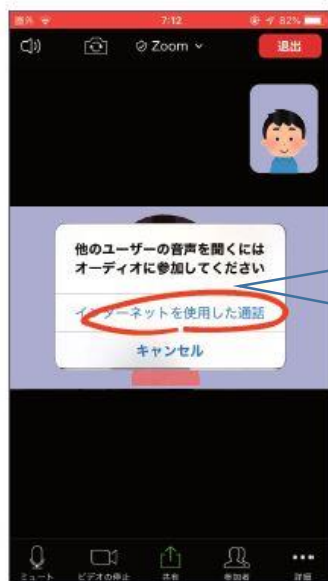 圏外 7:12 82%
Zoom 退出
他のユーザーの音声を聞くには
オーディオに参加してください
インターネットを使用した通話
キャンセル
ミュート ビデオの停止 共有 参加者 詳細